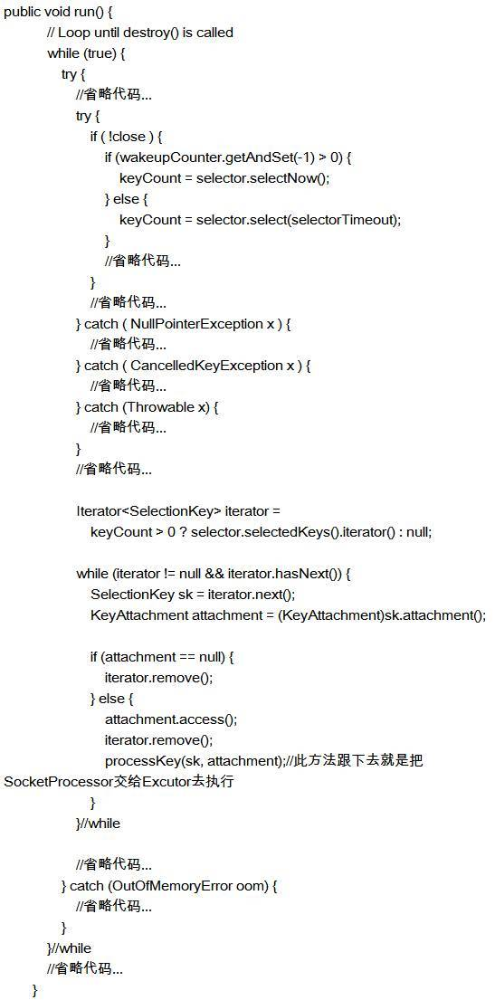 public void run() {
// Loop until destroy() is called
while (true) {
try {
//省略代码...
try {
if ( !close ) {
if (wakeupCounter.getAndSet(-1) > 0) {
keyCount = selector.selectNow();
} else {
keyCount = selector.select(selectorTimeout);
}
//省略代码...
}
//省略代码...
} catch ( NullPointerException x ) {
//省略代码...
} catch ( CancelledKeyException x ) {
//省略代码...
} catch (Throwable x) {
//省略代码...
}
//省略代码...
Iterator<SelectionKey> iterator =
keyCount > 0 ? selector.selectedKeys().iterator() : null;
while (iterator != null && iterator.hasNext()) {
SelectionKey sk = iterator.next();
KeyAttachment attachment = (KeyAttachment)sk.attachment();
if (attachment == null) {
iterator.remove();
} else {
attachment.access();
iterator.remove();
processKey(sk, attachment);//此方法跟下去就是把
SocketProcessor交给Excutor去执行
}
}//while
//省略代码...
} catch (OutOfMemoryError oom) {
//省略代码...
}
}//while
//省略代码...
}